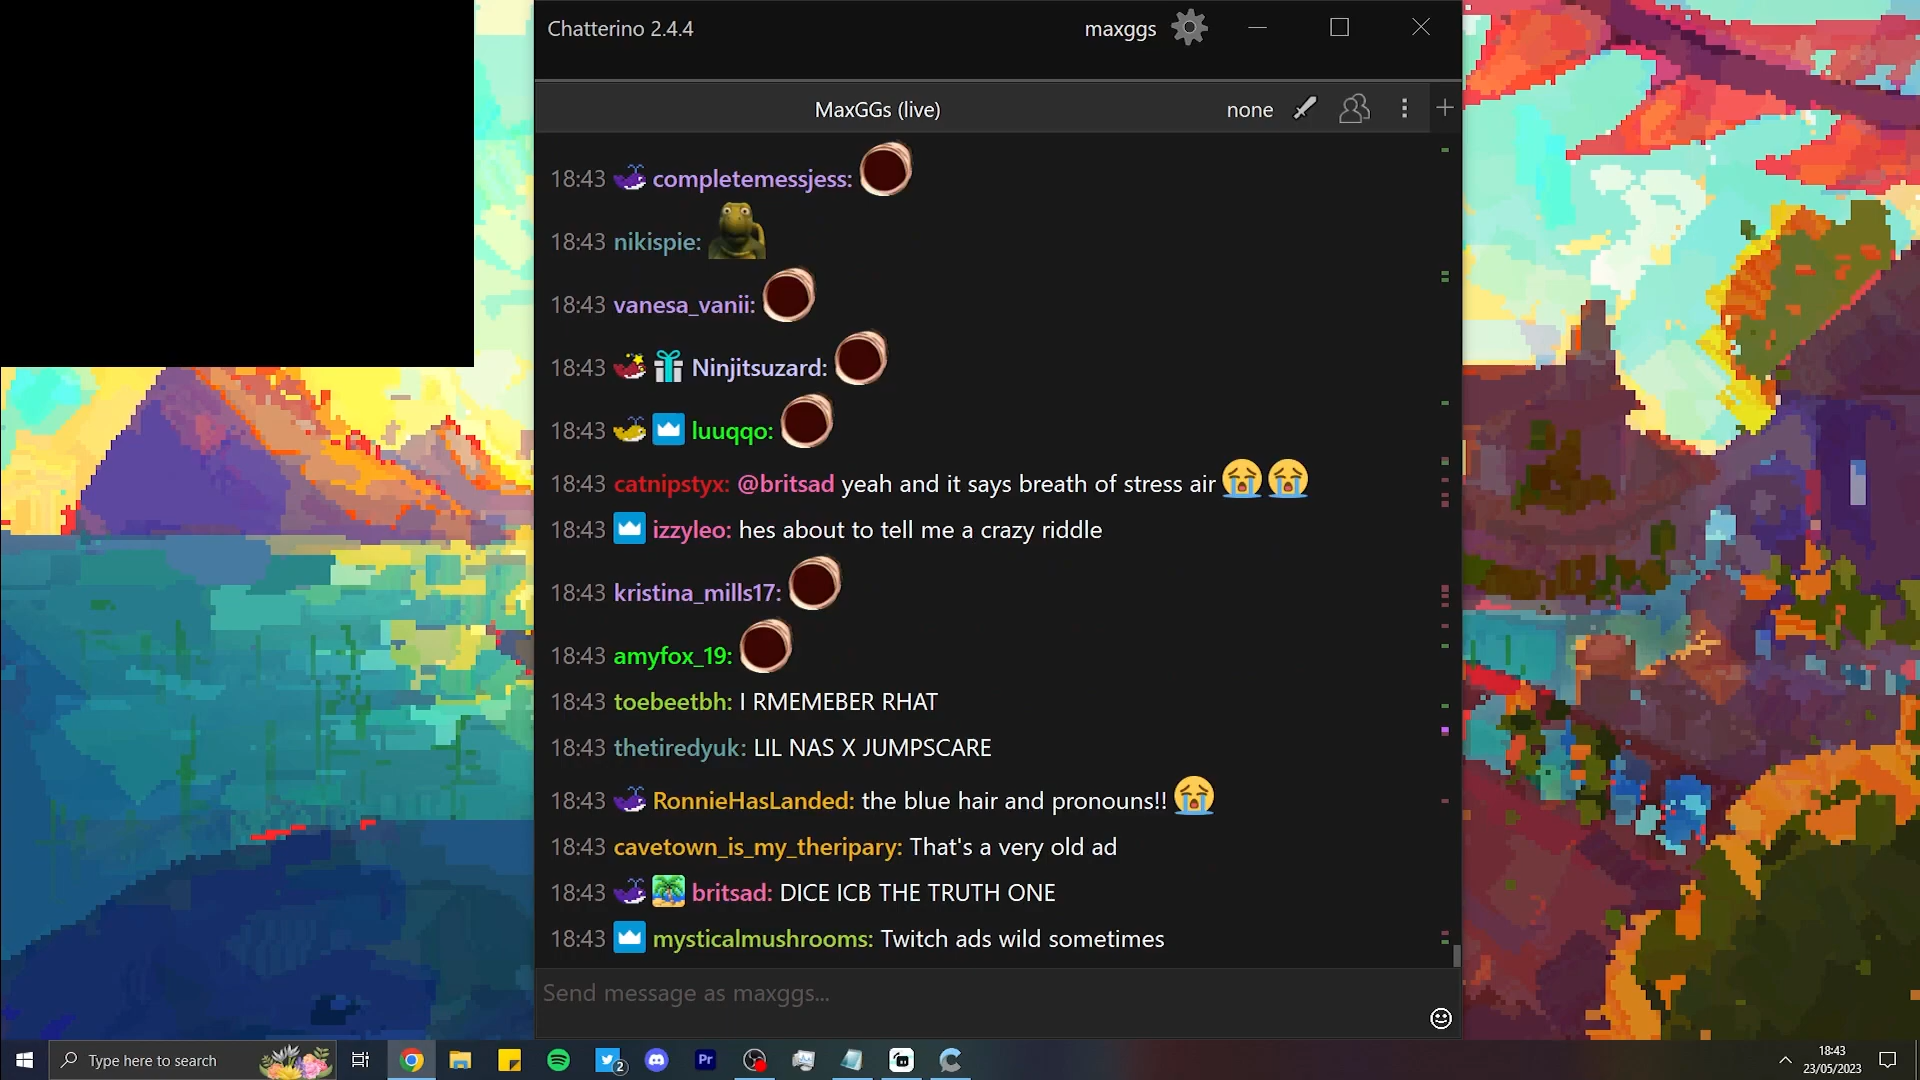 Chatterino 2.4.4
maxggs
MaxGGs (live)
none
18:43 completemessjess:
18:43 nikispie:
18:43 vanesa_vanii:
18:43 Ninjitsuzard:
18:43 luuqqo:
18:43 catnipstyx: @britsad yeah and it says breath of stress air
18:43 izzyleo: hes about to tell me a crazy riddle
18:43 kristina_mills17:
18:43 amyfox_19:
18:43 toebeetbh: I RMEMEBER RHAT
18:43 thetiredyuk: LIL NAS X JUMPSCARE
18:43 RonnieHasLanded: the blue hair and pronouns!!
18:43 cavetown_is_my_theripary: That's a very old ad
18:43 britsad: DICE ICB THE TRUTH ONE
18:43 mysticalmushrooms: Twitch ads wild sometimes
Send message as maxggs...
Type here to search
2
Pr
18:43
23/05/2023